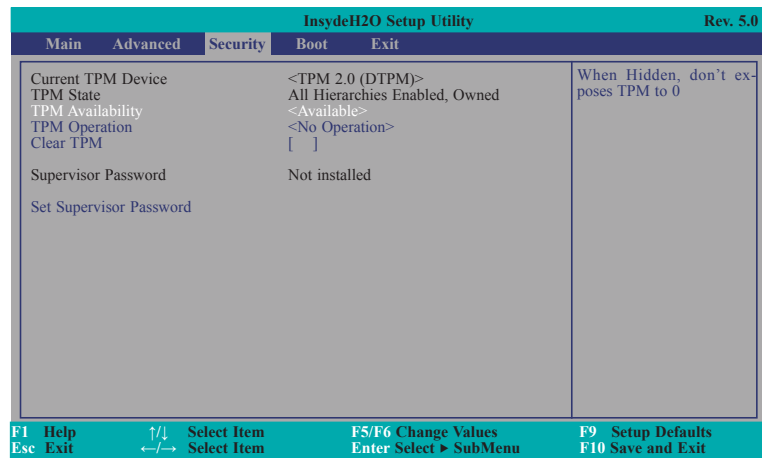 InsydeH2O Setup Utility Rev. 5.0
Main Advanced Security Boot Exit
Current TPM Device <TPM 2.0 (DTPM)>
TPM State All Hierarchies Enabled, Owned
TPM Availability <Available>
TPM Operation <No Operation>
Clear TPM [ ]
Supervisor Password Not installed
Set Supervisor Password
When Hidden, don't ex-
poses TPM to 0
F1 Help ↑/↓ Select Item F5/F6 Change Values F9 Setup Defaults
Esc Exit ←/→ Select Item Enter Select ► SubMenu F10 Save and Exit